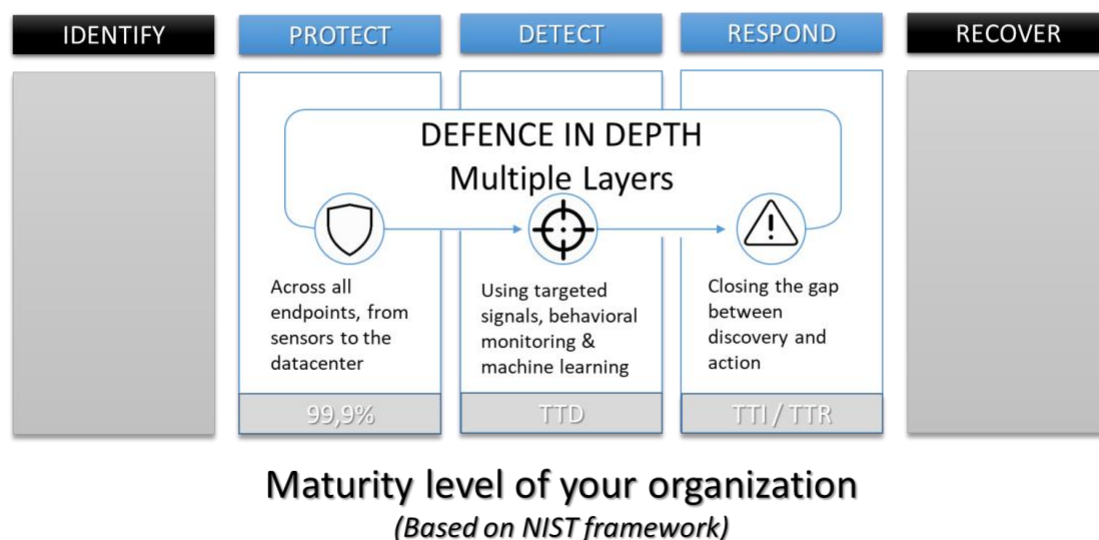 IDENTIFY
PROTECT
DETECT
RESPOND
RECOVER
DEFENCE IN DEPTH
Multiple Layers
Across all
endpoints, from
sensors to the
datacenter
Using targeted
signals, behavioral
monitoring &
machine learning
Closing the gap
between
discovery and
action
99,9%
TTD
TTI / TTR
Maturity level of your organization
(Based on NIST framework)